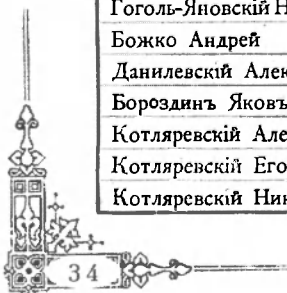 Гоголь-Яновскій Н
Божко Андрей
Данилевскій Алек
Бороздинъ Яковъ
Котляревскій Але
Котляревскій Его
Котляревскій Ник
34